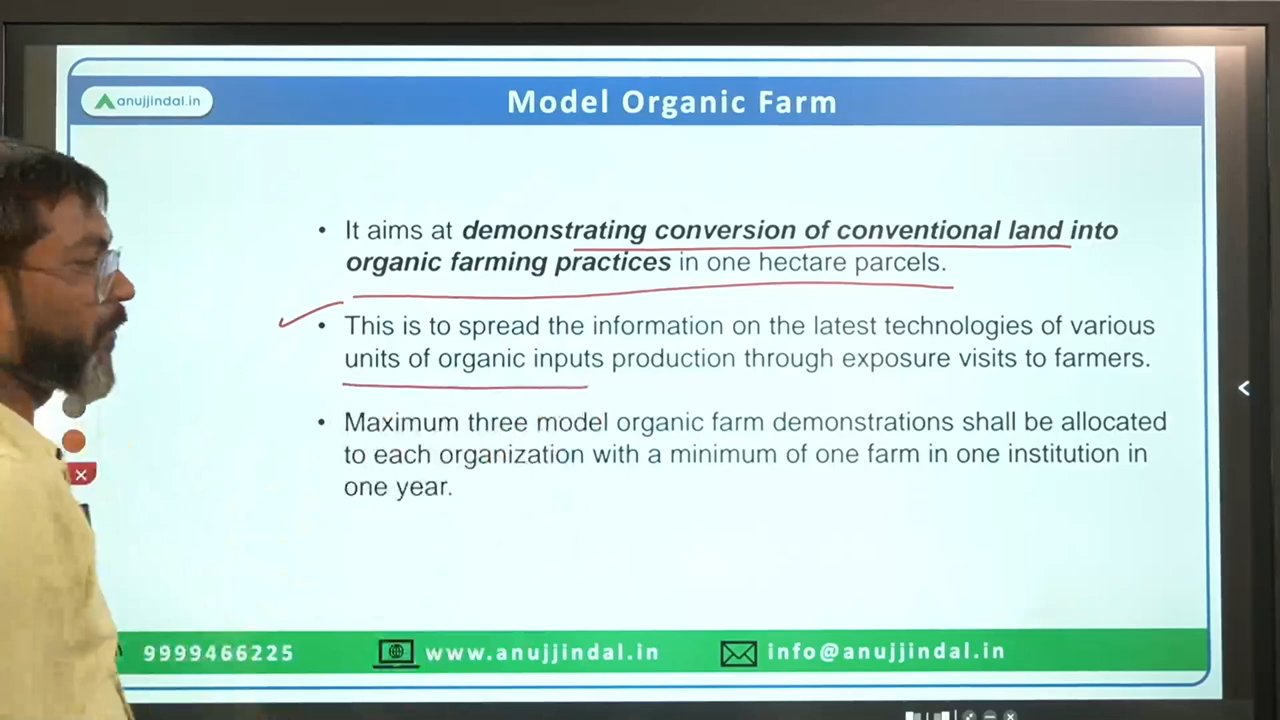 anujjindal.in
Model Organic Farm
• It aims at demonstrating conversion of conventional land into
organic farming practices in one hectare parcels.
• This is to spread the information on the latest technologies of various
units of organic inputs production through exposure visits to farmers.
• Maximum three model organic farm demonstrations shall be allocated
to each organization with a minimum of one farm in one institution in
one year.
9999466225
www.anujjindal.in
info@anujjindal.in